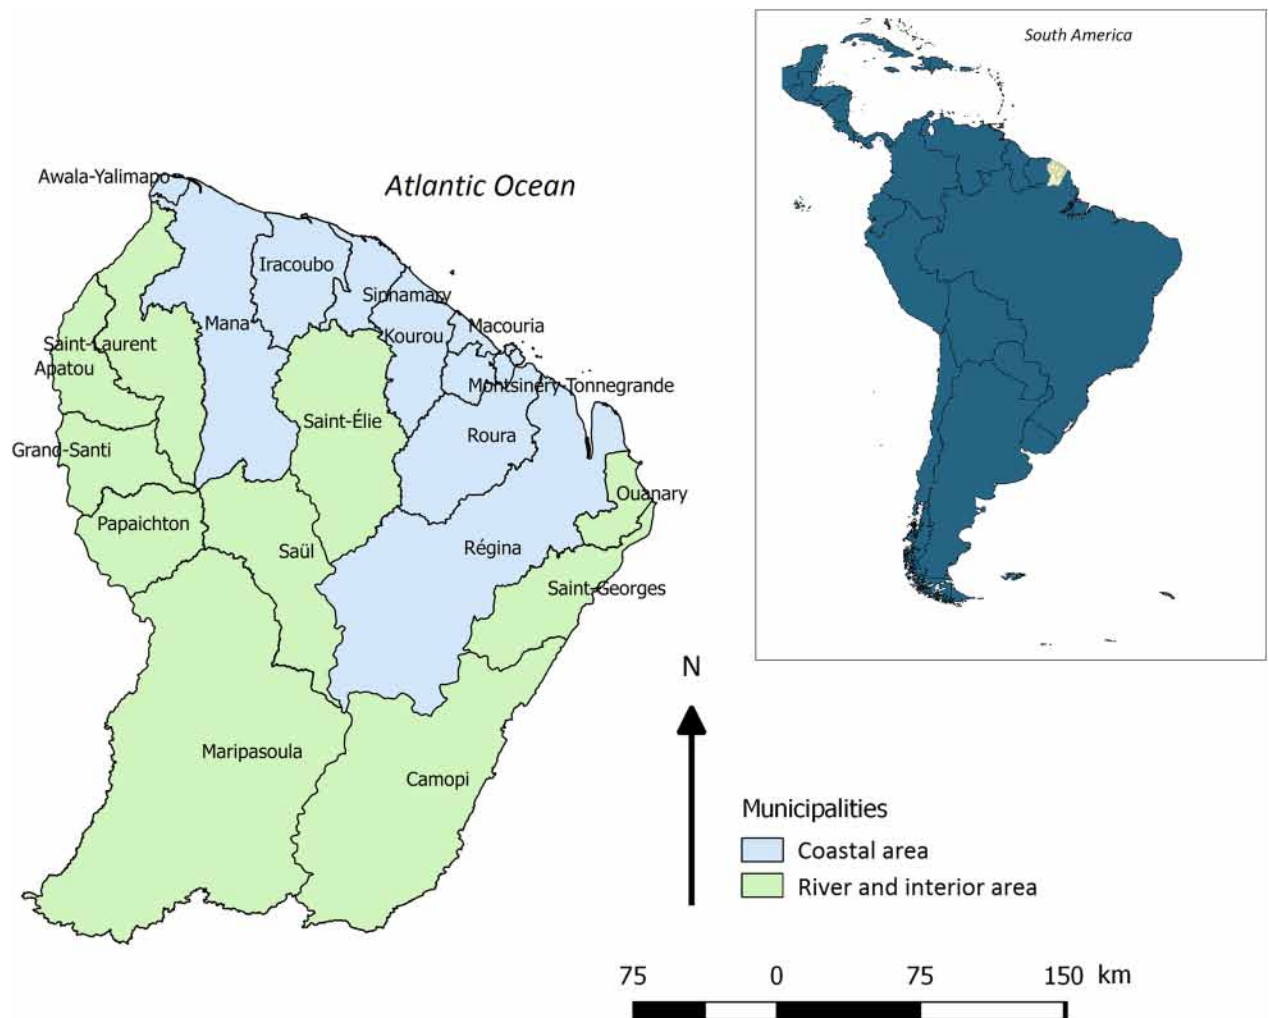 South America
Awala-Yalimapo
Atlantic Ocean
Iracoubo
Sinnamary
Mana
Macouria
Kourou
Saint-Laurent
Apatou
Montsinéry-Tonnegrande
Saint-Élie
Roura
Grand-Santi
Ouanary
Papaichton
Saül
Régina
Saint-Georges
N
Maripasoula
Camopi
Municipalities
Coastal area
River and interior area
75 0 75 150 km